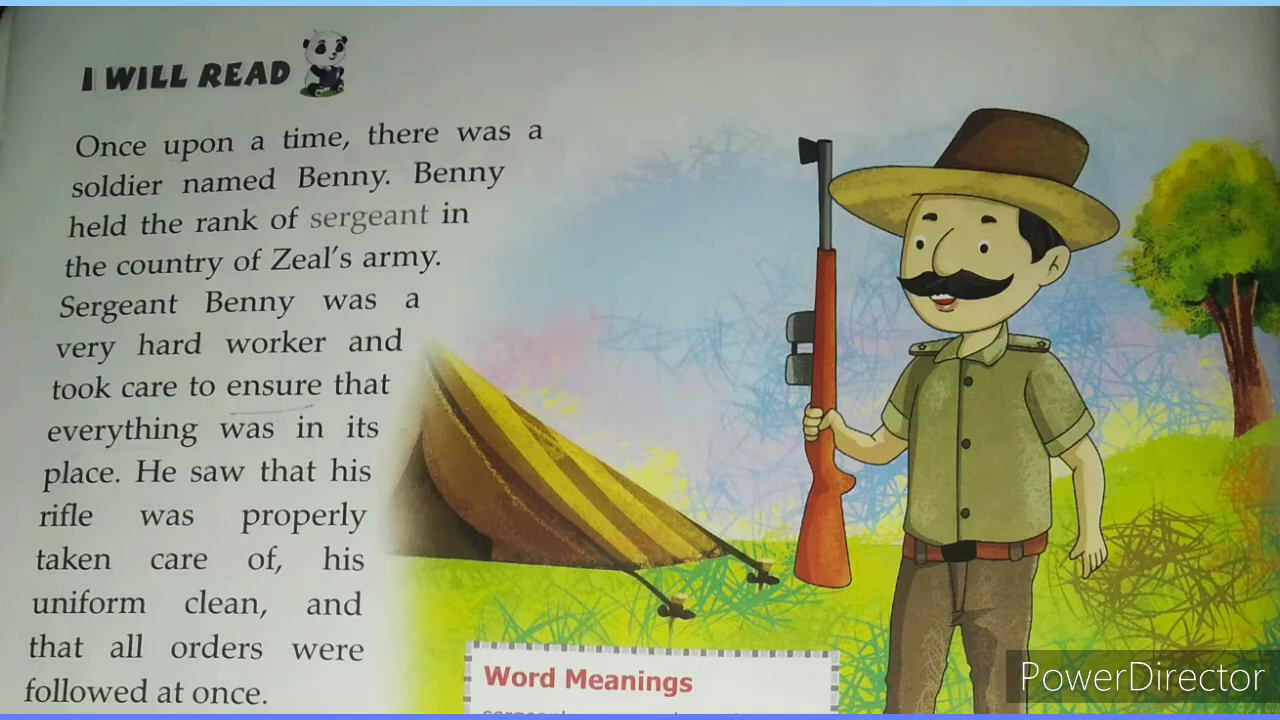 I WILL READ
Once upon a time, there was a
soldier named Benny. Benny
held the rank of sergeant in
the country of Zeal's army.
Sergeant Benny was a
very hard worker and
took care to ensure that
everything was in its
place. He saw that his
rifle was properly
taken care of, his
uniform clean, and
that all orders were
followed at once.
Word Meanings
PowerDirector